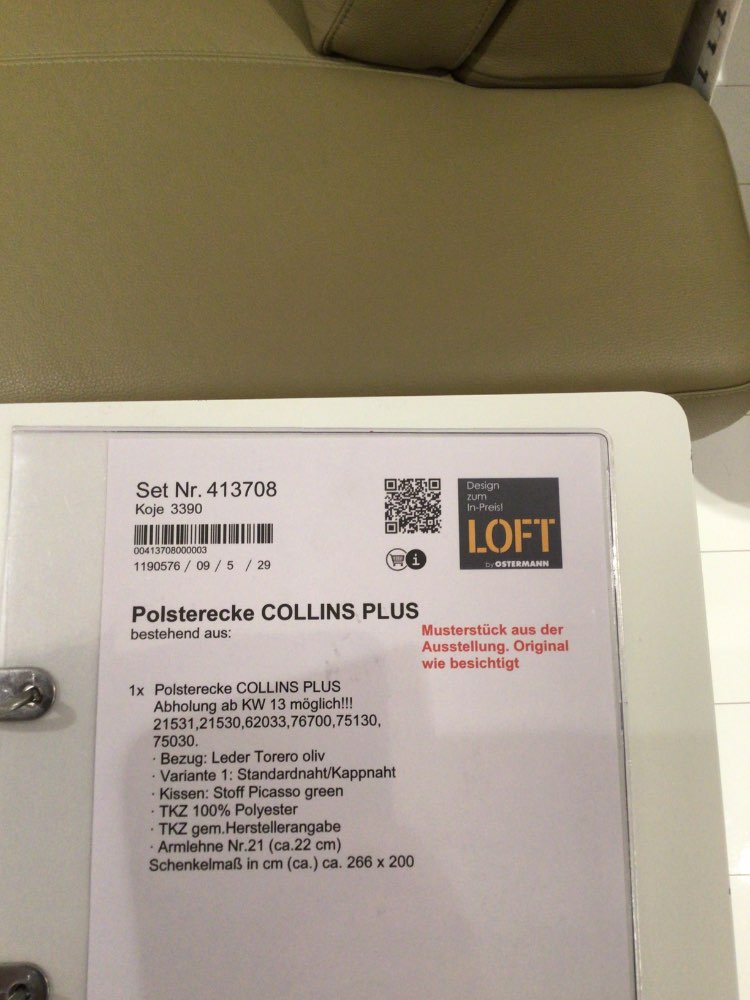 Set Nr. 413708
Koje 3390
00413708000003
1190576 / 09 / 5 / 29
Design
zum
In-Preis!
LOFT
by OSTERMANN
Polsterecke COLLINS PLUS
bestehend aus:
Musterstück aus der
Ausstellung. Original
wie besichtigt
1x Polsterecke COLLINS PLUS
Abholung ab KW 13 möglich!!!
21531,21530,62033,76700,75130,
75030.
· Bezug: Leder Torero oliv
· Variante 1: Standardnaht/Kappnaht
· Kissen: Stoff Picasso green
· TKZ 100% Polyester
· TKZ gem.Herstellerangabe
· Armlehne Nr.21 (ca.22 cm)
Schenkelmaß in cm (ca.) ca. 266 x 200